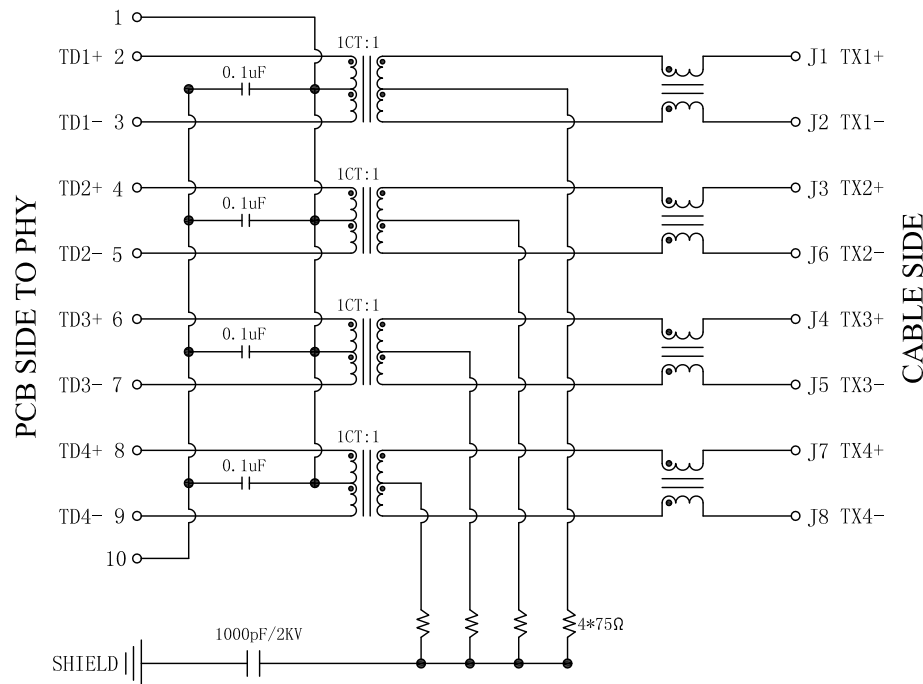 1
1CT:1
TD1+ 2
J1 TX1+
0.1uF
TD1- 3
J2 TX1-
1CT:1
TD2+ 4
J3 TX2+
0.1uF
TD2- 5
J6 TX2-
PCB SIDE TO PHY
CABLE SIDE
1CT:1
TD3+ 6
J4 TX3+
0.1uF
TD3- 7
J5 TX3-
1CT:1
TD4+ 8
J7 TX4+
0.1uF
TD4- 9
J8 TX4-
10
4*75Ω
1000pF/2KV
SHIELD